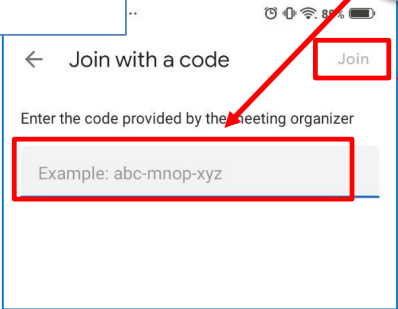 Join with a code Join
Enter the code provided by the meeting organizer
Example: abc-mnop-xyz